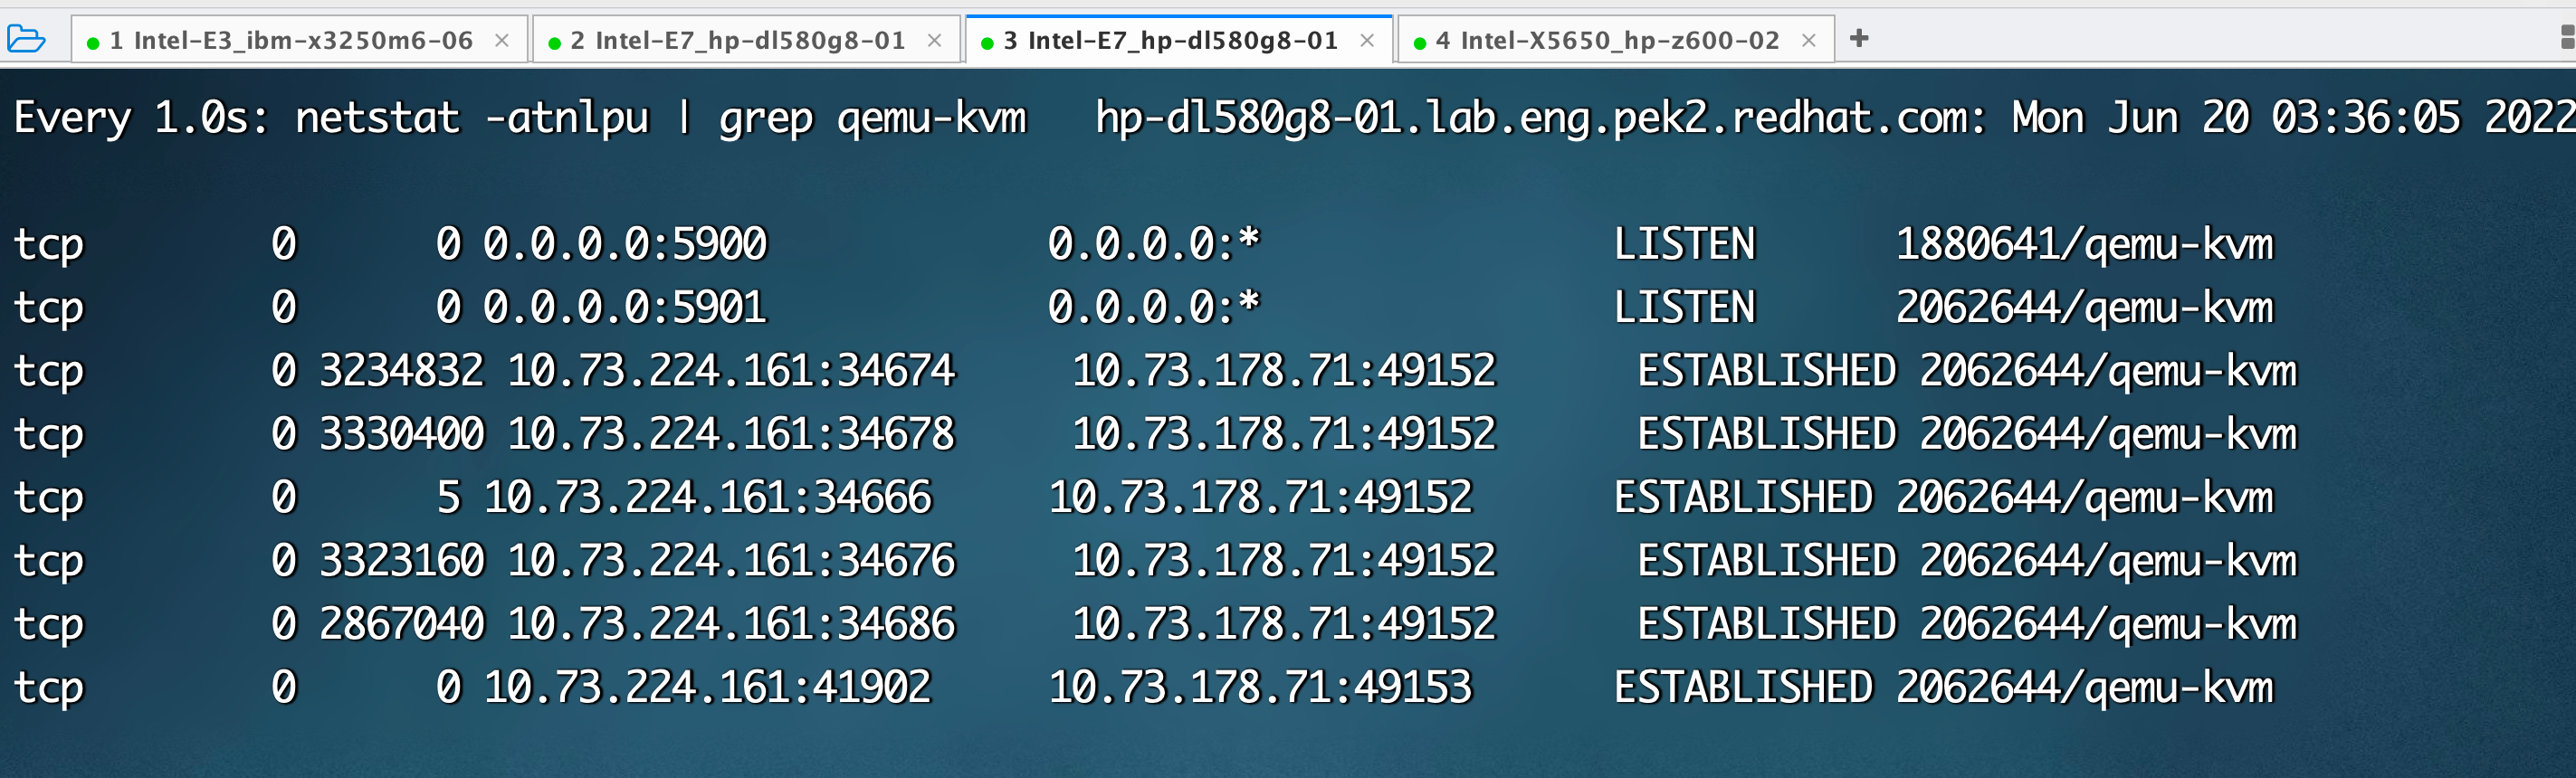 1 Intel-E3_ibm-x3250m6-06 × 2 Intel-E7_hp-dl580g8-01 × 3 Intel-E7_hp-dl580g8-01 × 4 Intel-X5650_hp-z600-02 × +
Every 1.0s: netstat -atnlpu | grep qemu-kvm   hp-dl580g8-01.lab.eng.pek2.redhat.com: Mon Jun 20 03:36:05 2022
tcp        0      0 0.0.0.0:5900            0.0.0.0:*               LISTEN      1880641/qemu-kvm
tcp        0      0 0.0.0.0:5901            0.0.0.0:*               LISTEN      2062644/qemu-kvm
tcp        0 3234832 10.73.224.161:34674     10.73.178.71:49152      ESTABLISHED 2062644/qemu-kvm
tcp        0 3330400 10.73.224.161:34678     10.73.178.71:49152      ESTABLISHED 2062644/qemu-kvm
tcp        0      5 10.73.224.161:34666     10.73.178.71:49152      ESTABLISHED 2062644/qemu-kvm
tcp        0 3323160 10.73.224.161:34676     10.73.178.71:49152      ESTABLISHED 2062644/qemu-kvm
tcp        0 2867040 10.73.224.161:34686     10.73.178.71:49152      ESTABLISHED 2062644/qemu-kvm
tcp        0      0 10.73.224.161:41902     10.73.178.71:49153      ESTABLISHED 2062644/qemu-kvm